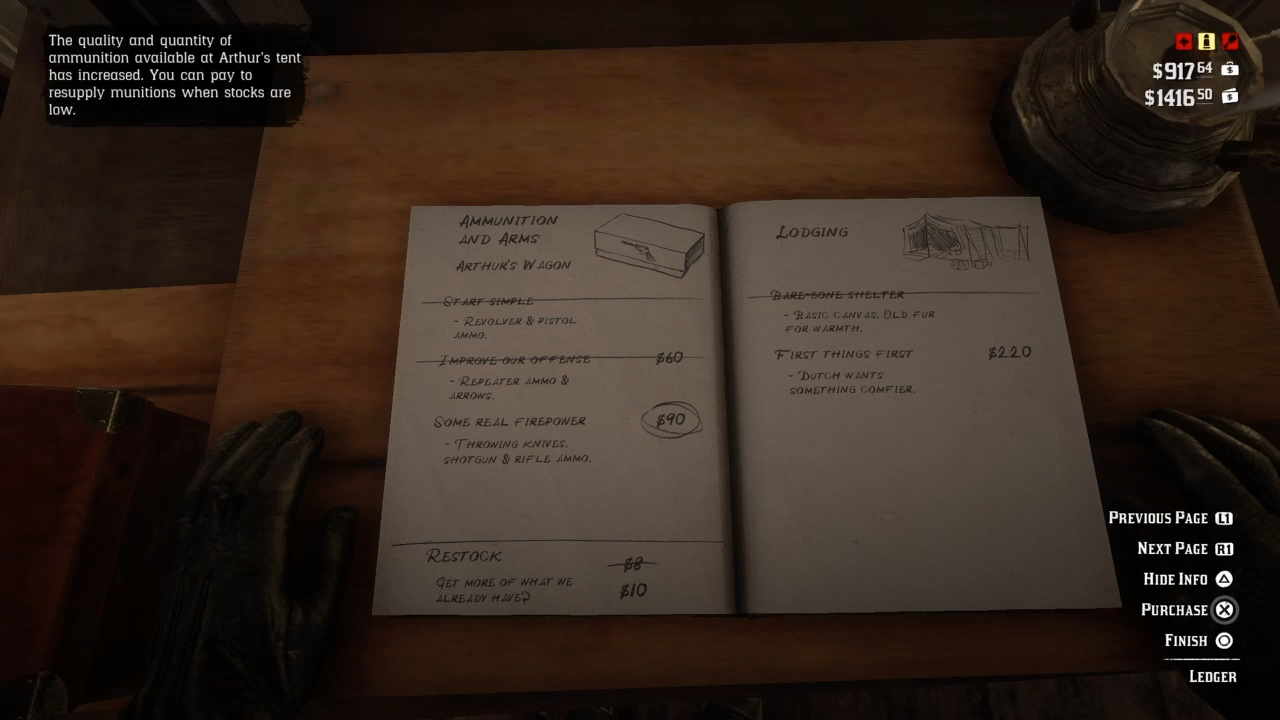 The quality and quantity of
ammunition available at Arthur's tent
has increased. You can pay to
resupply munitions when stocks are
low.
$917 64
$1416 50
Ammunition
and Arms
Arthur's Wagon
Start simple
- Revolver & pistol
ammo.
Improve our offense $60
- Repeater ammo &
arrows.
Some real firepower $90
- Throwing knives,
shotgun & rifle ammo.
Restock $8
Get more of what we
already have? $10
Lodging
Bare-bone shelter
- Basic canvas. Old fur
for warmth.
First things first $220
- Dutch wants
something comfier.
Previous Page L1
Next Page R1
Hide Info
Purchase
Finish
Ledger